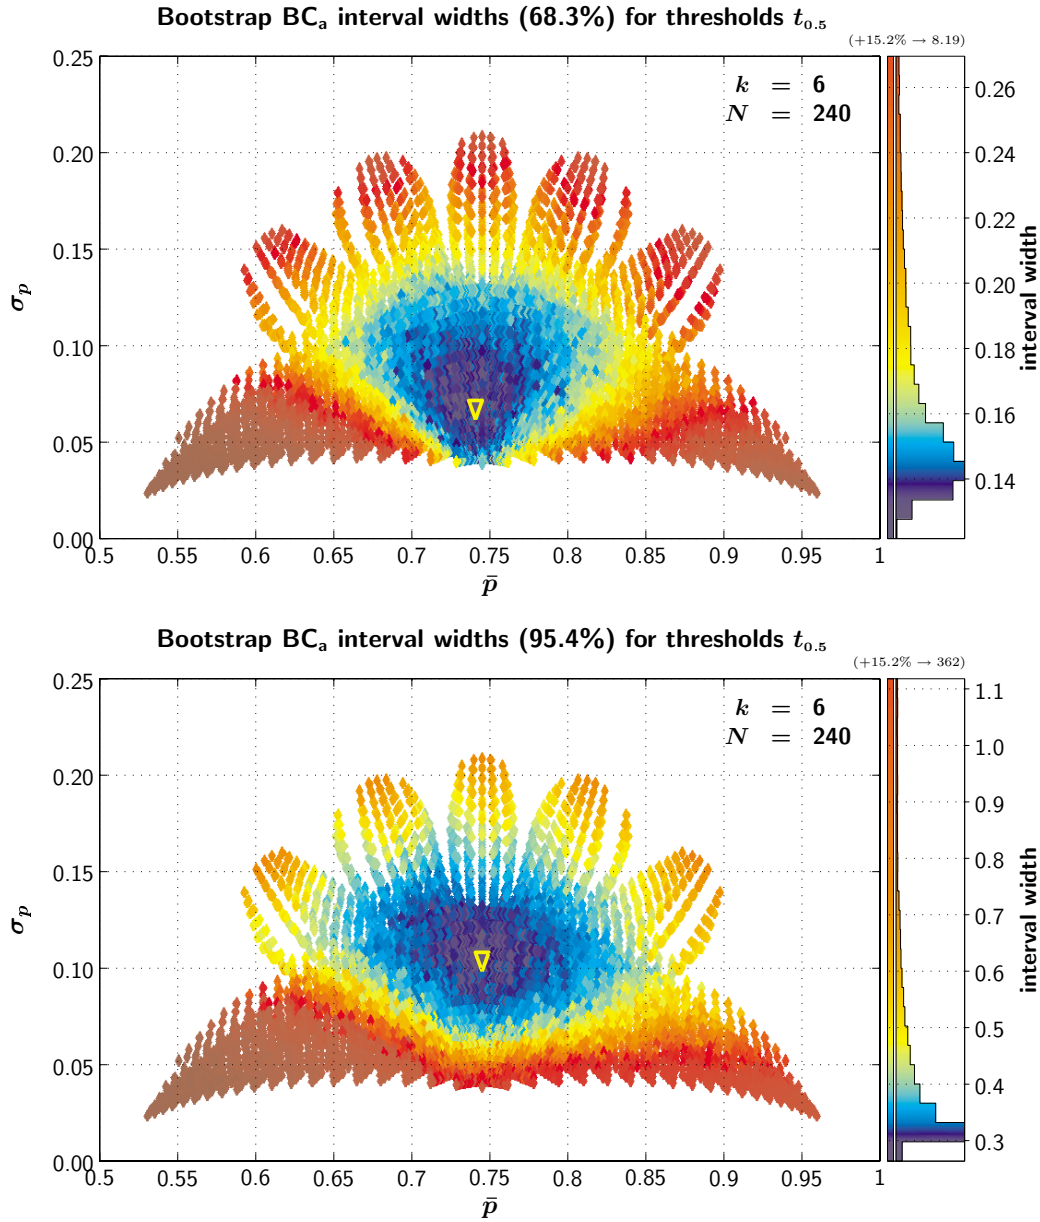 Bootstrap BCₐ interval widths (68.3%) for thresholds t₀.₅
(+15.2% → 8.19)
k = 6
N = 240
0.25
0.20
0.15
0.10
0.05
0.00
σₚ
0.5 0.55 0.6 0.65 0.7 0.75 0.8 0.85 0.9 0.95 1
p̄
0.26
0.24
0.22
0.20
0.18
0.16
0.14
interval width
Bootstrap BCₐ interval widths (95.4%) for thresholds t₀.₅
(+15.2% → 362)
k = 6
N = 240
0.25
0.20
0.15
0.10
0.05
0.00
σₚ
0.5 0.55 0.6 0.65 0.7 0.75 0.8 0.85 0.9 0.95 1
p̄
1.1
1.0
0.9
0.8
0.7
0.6
0.5
0.4
0.3
interval width